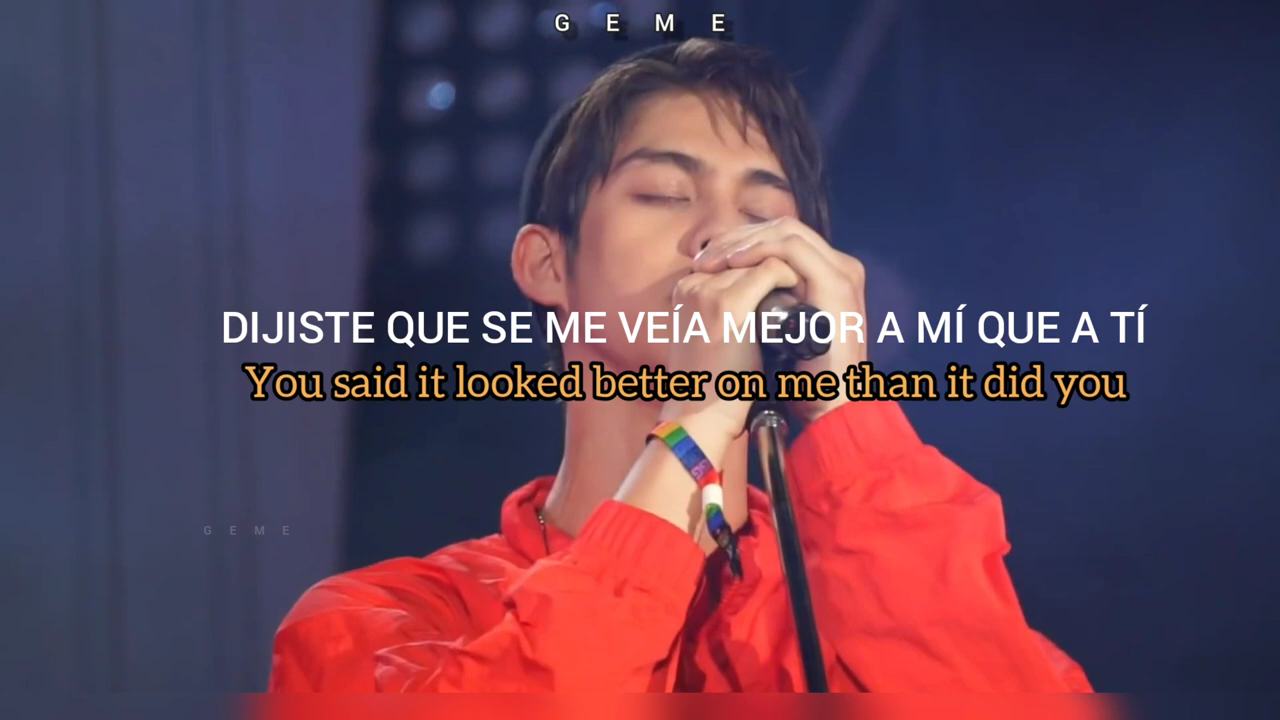 G E M E
DIJISTE QUE SE ME VEÍA MEJOR A MÍ QUE A TÍ
You said it looked better on me than it did you
G E M E